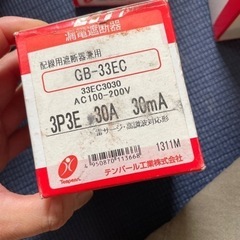 漏電遮断器
配線用遮断器兼用
GB-33EC
33EC3030
AC100-200V
3P3E 30A 30mA
雷サージ・高調波対応形
1311M
Tempearl
4950870113668
テンパール工業株式会社